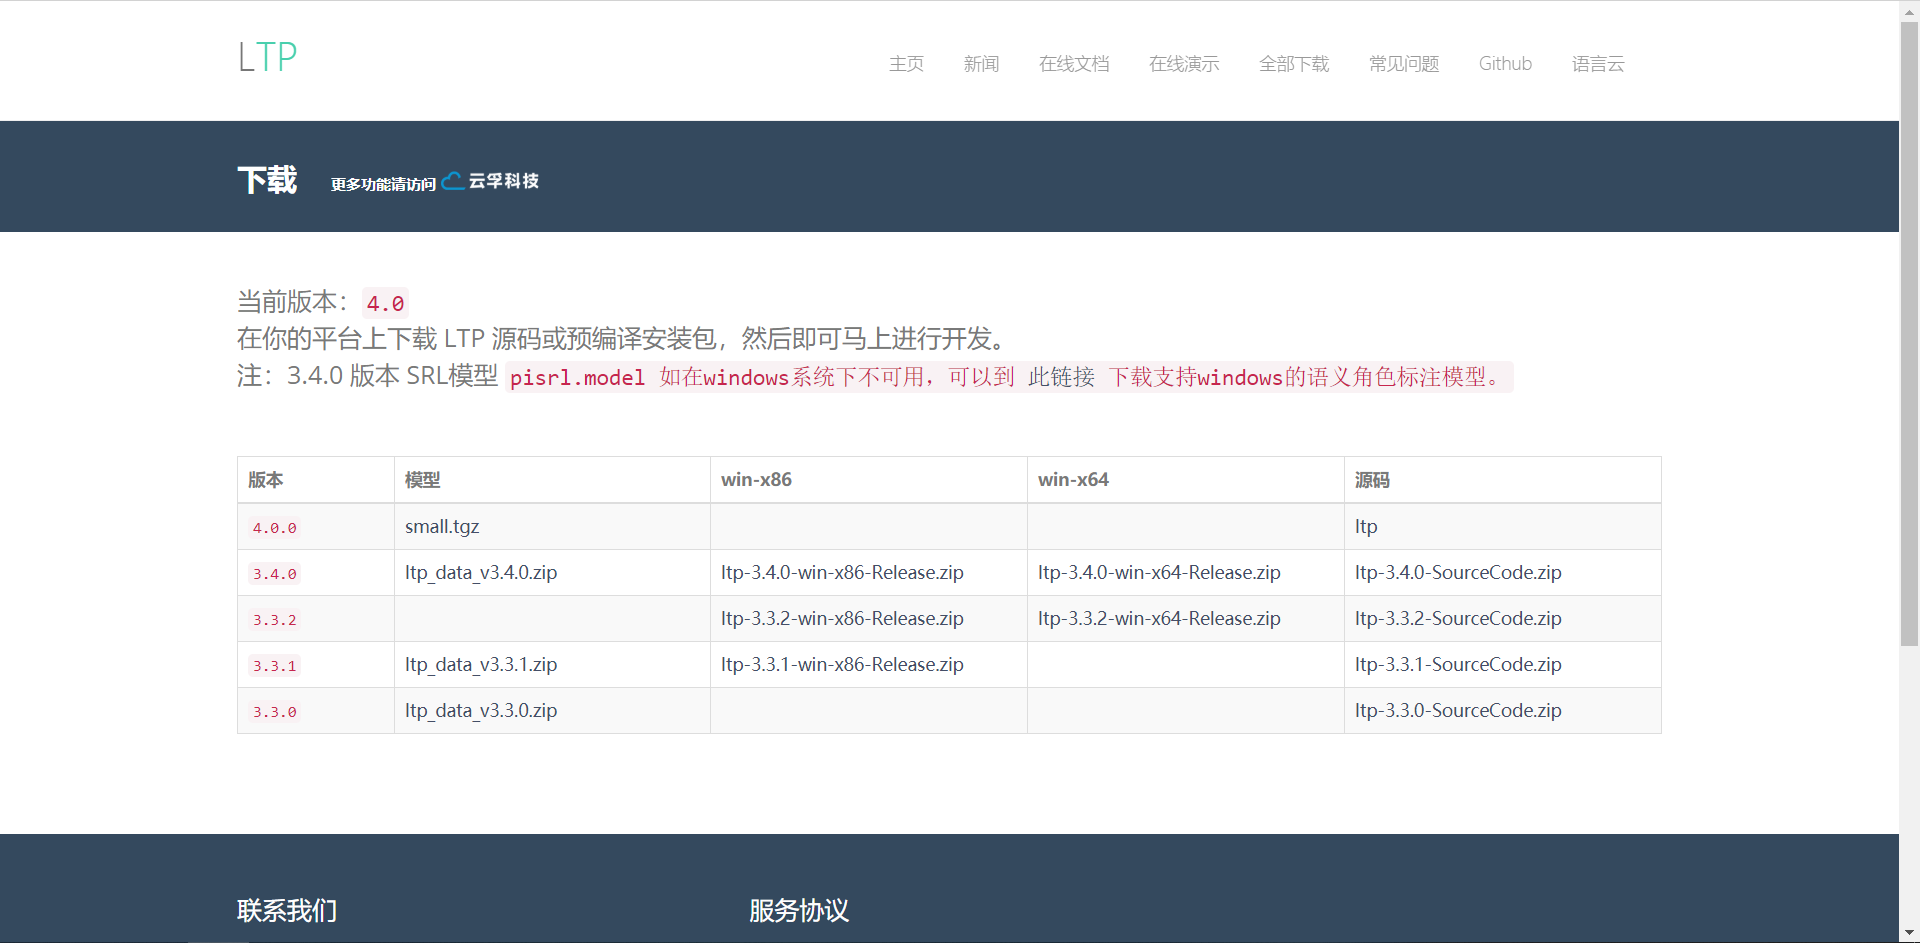 LTP
主页 新闻 在线文档 在线演示 全部下载 常见问题 Github 语言云
下载 更多功能请访问 云孚科技
当前版本：4.0
在你的平台上下载 LTP 源码或预编译安装包，然后即可马上进行开发。
注：3.4.0 版本 SRL模型 pisrl.model 如在windows系统下不可用，可以到 此链接 下载支持windows的语义角色标注模型。
版本 模型 win-x86 win-x64 源码
4.0.0 small.tgz ltp
3.4.0 ltp_data_v3.4.0.zip ltp-3.4.0-win-x86-Release.zip ltp-3.4.0-win-x64-Release.zip ltp-3.4.0-SourceCode.zip
3.3.2 ltp-3.3.2-win-x86-Release.zip ltp-3.3.2-win-x64-Release.zip ltp-3.3.2-SourceCode.zip
3.3.1 ltp_data_v3.3.1.zip ltp-3.3.1-win-x86-Release.zip ltp-3.3.1-SourceCode.zip
3.3.0 ltp_data_v3.3.0.zip ltp-3.3.0-SourceCode.zip
联系我们 服务协议